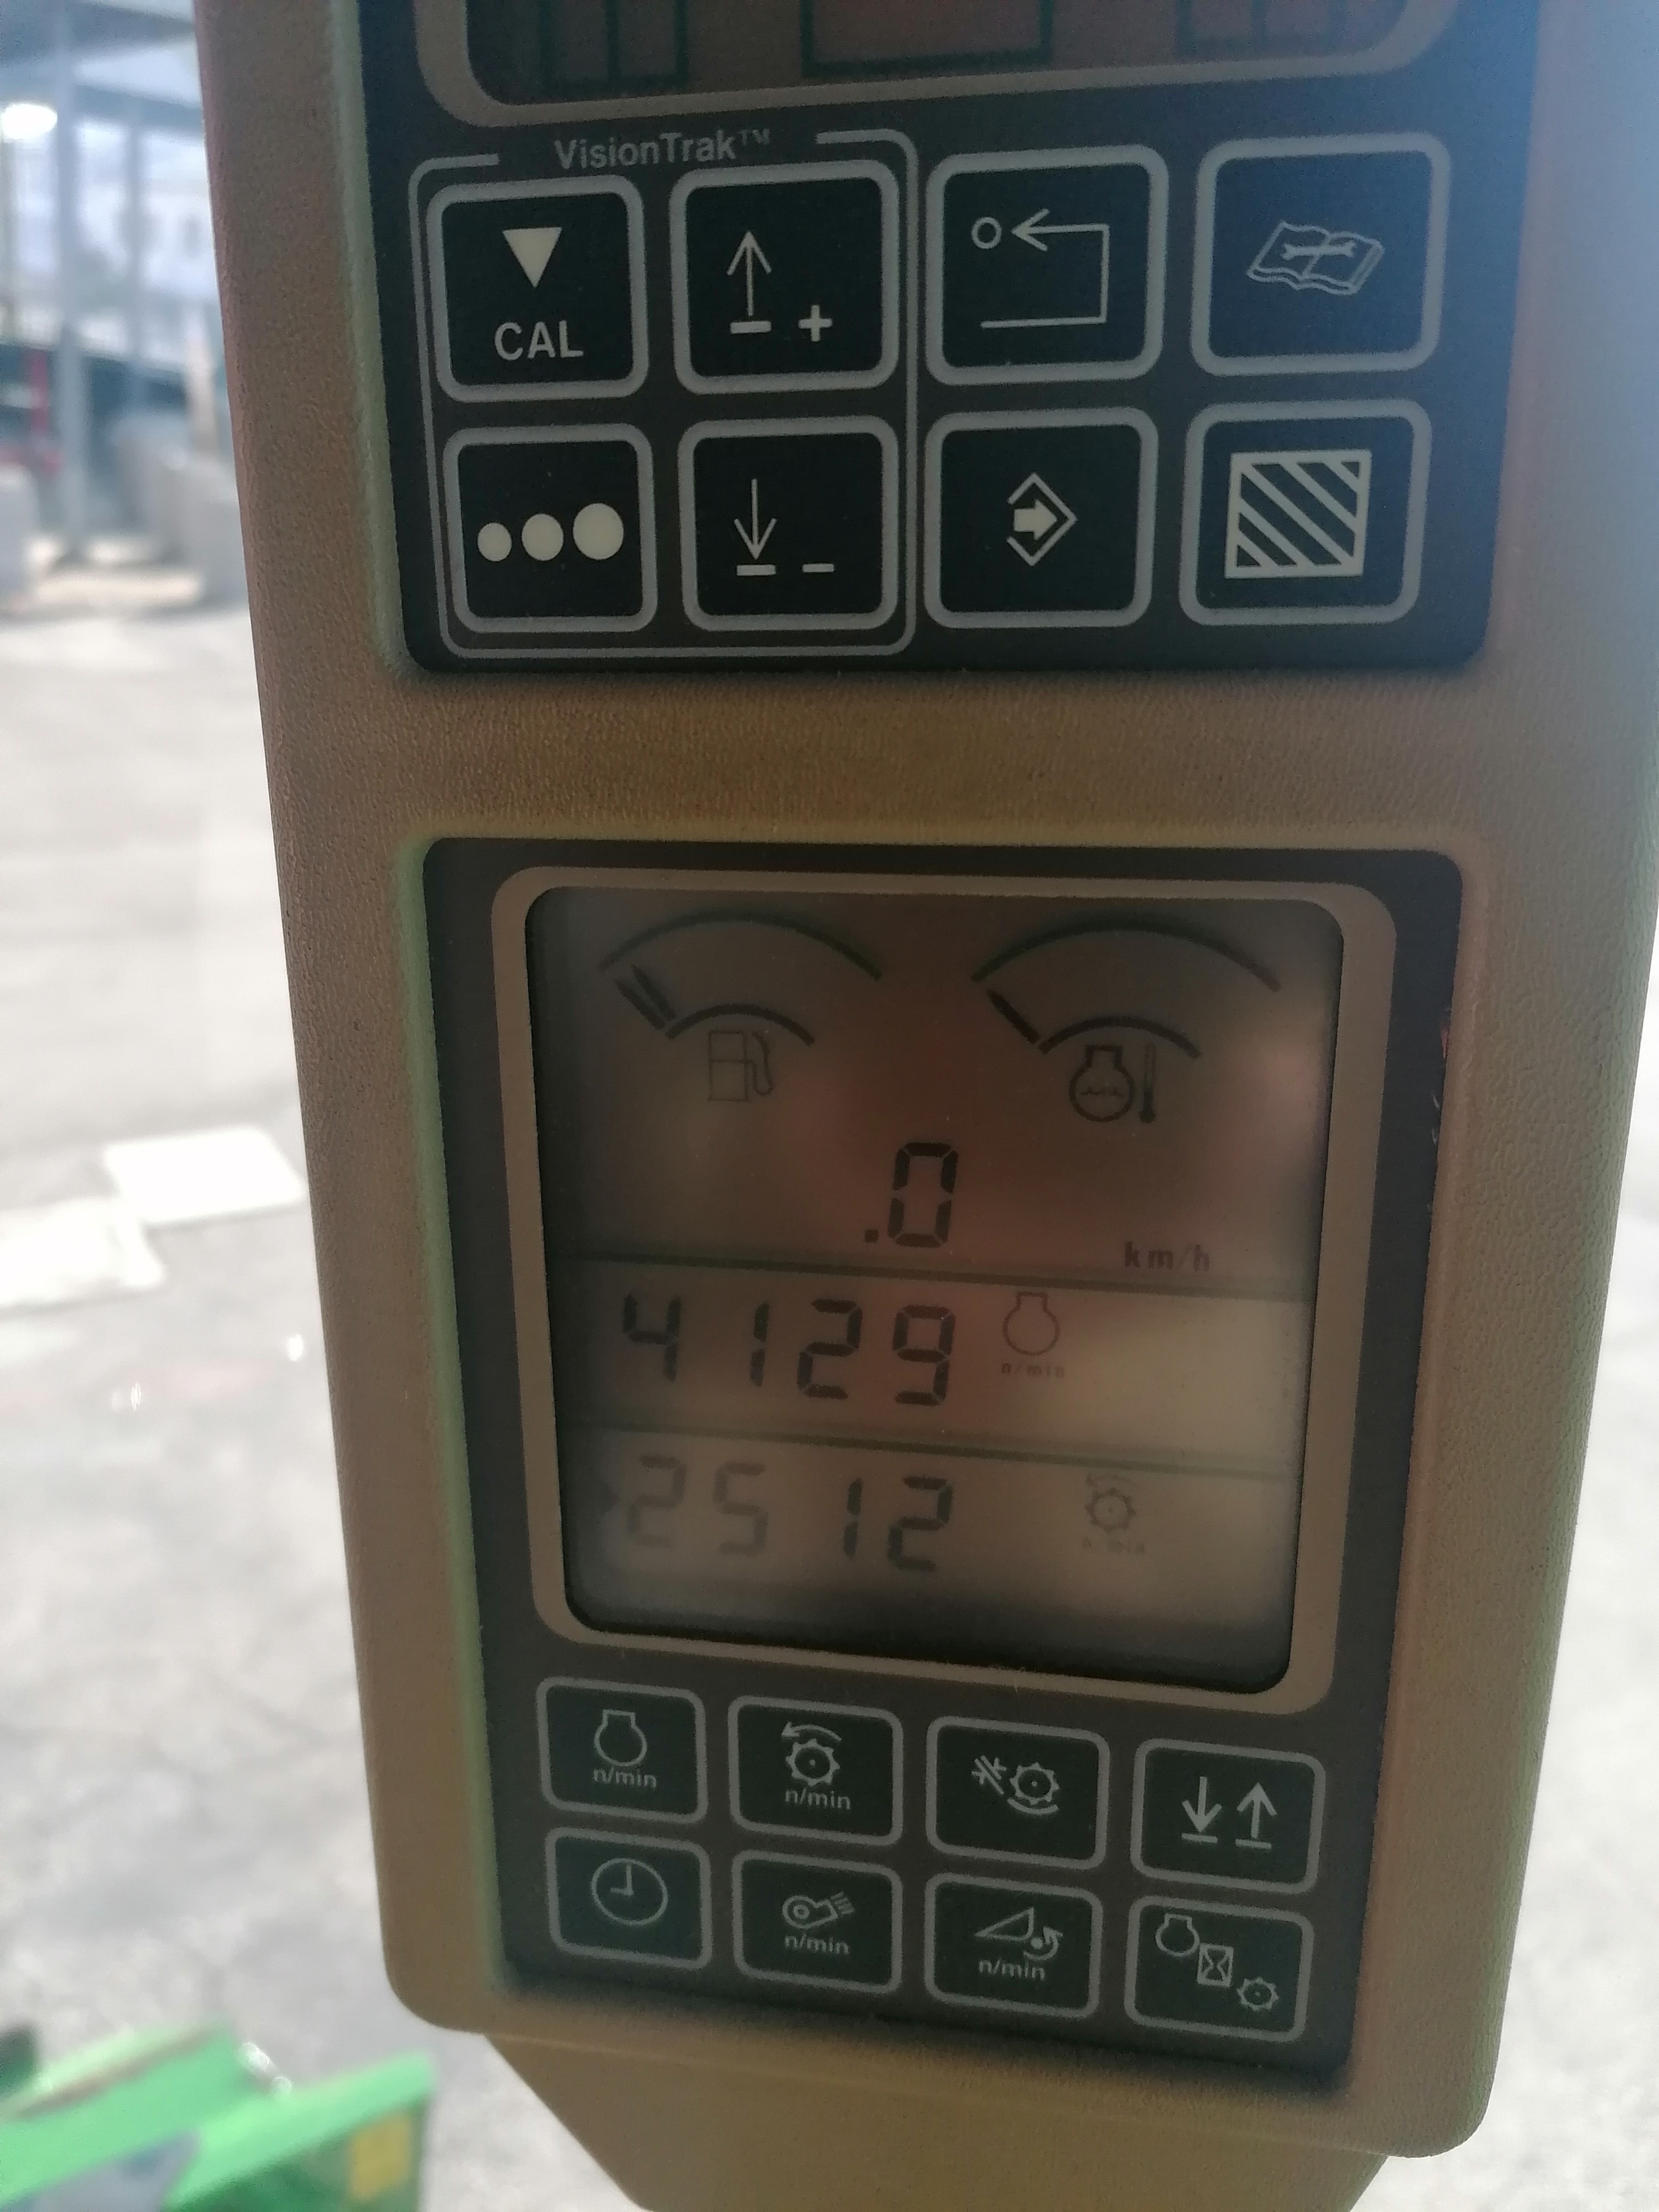 VisionTrak™
CAL
+
-
.0
km/h
4129
n/min
2512
n/min
n/min
n/min
n/min
n/min